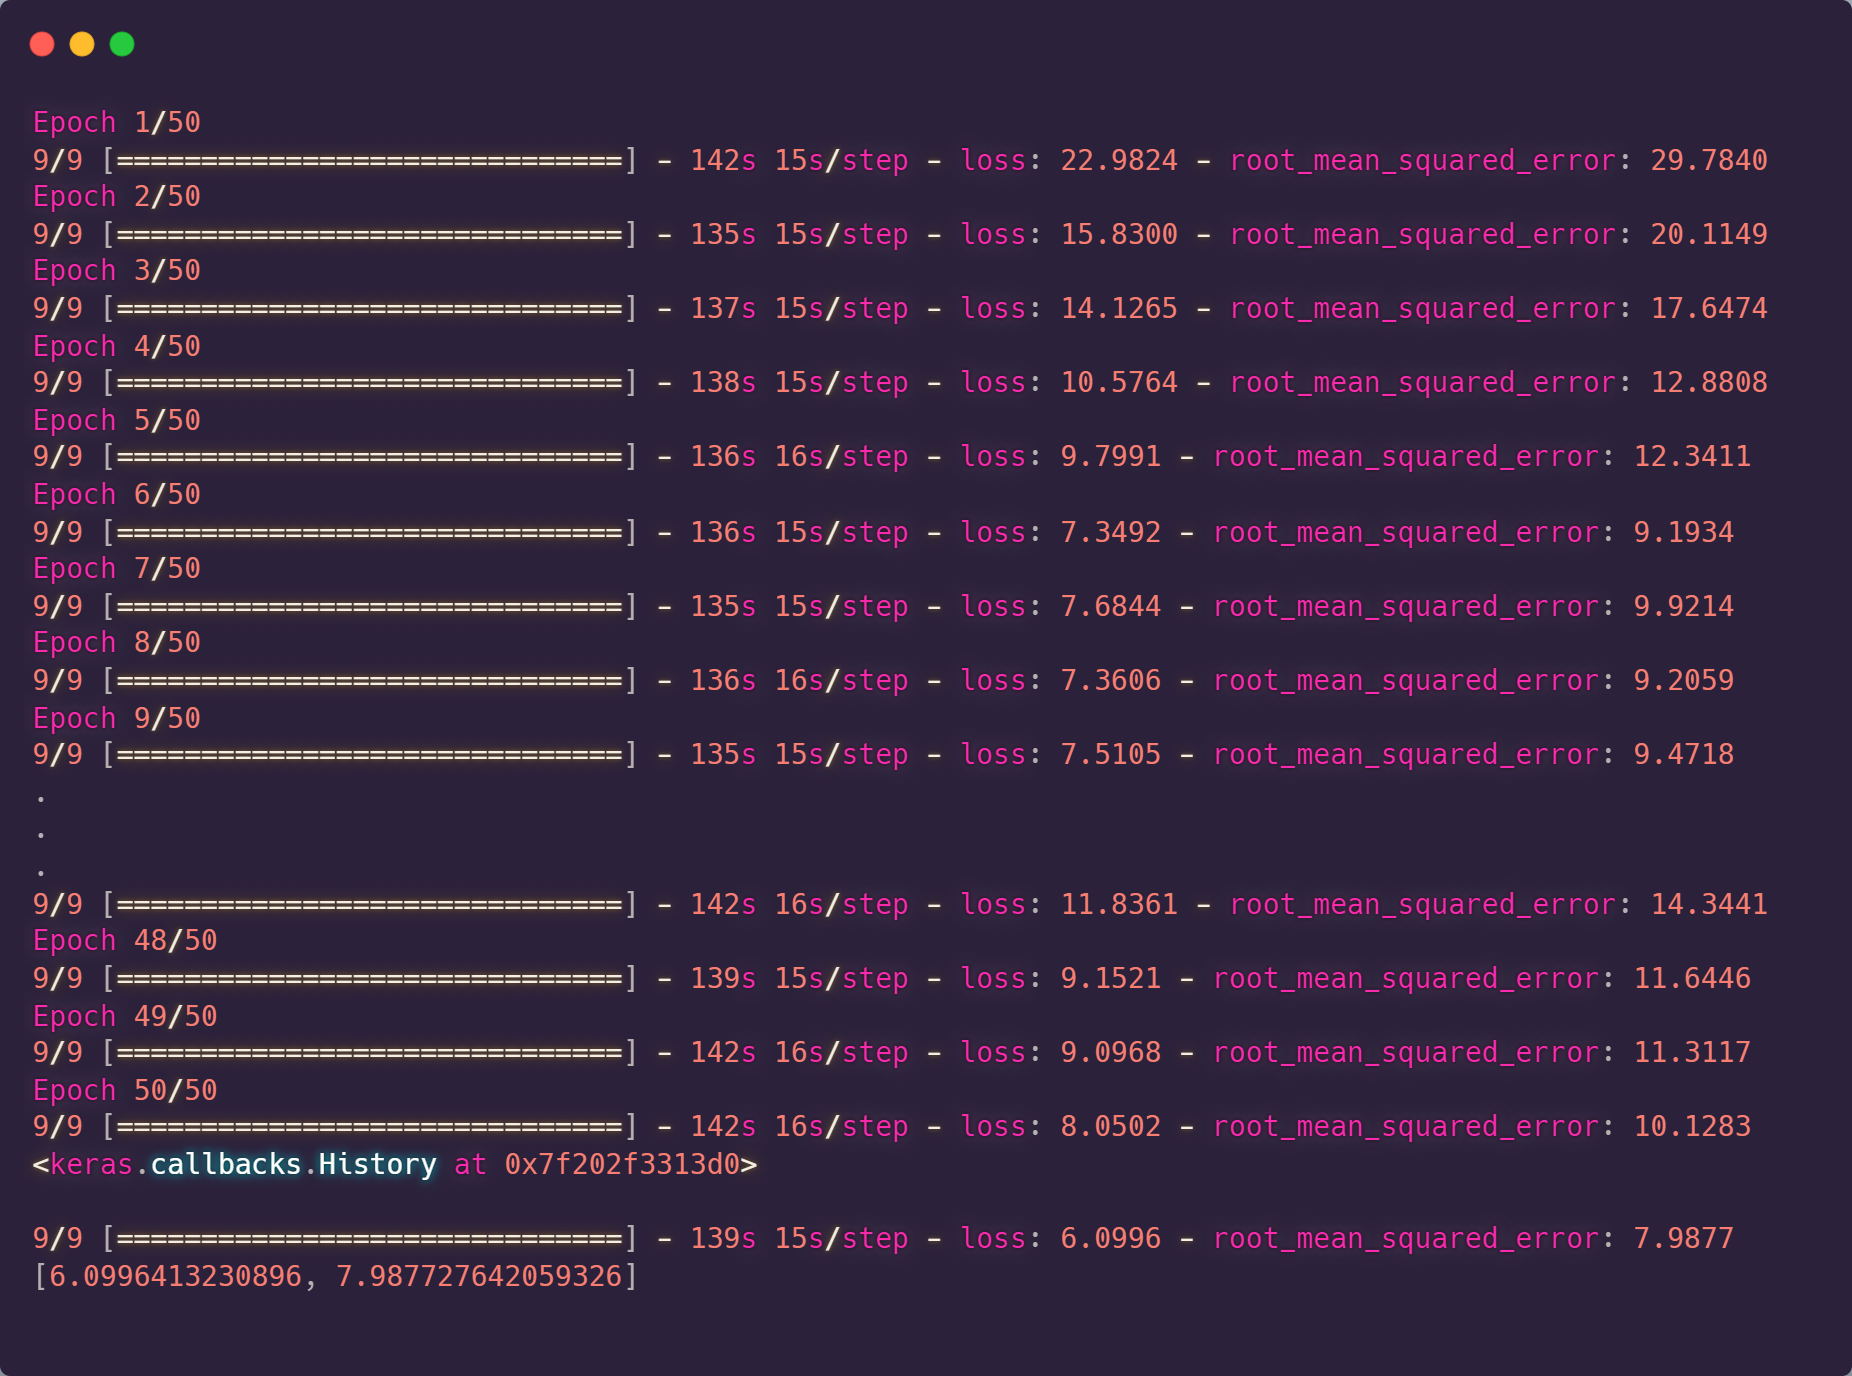 Epoch 1/50
9/9 [==============================] - 142s 15s/step - loss: 22.9824 - root_mean_squared_error: 29.7840
Epoch 2/50
9/9 [==============================] - 135s 15s/step - loss: 15.8300 - root_mean_squared_error: 20.1149
Epoch 3/50
9/9 [==============================] - 137s 15s/step - loss: 14.1265 - root_mean_squared_error: 17.6474
Epoch 4/50
9/9 [==============================] - 138s 15s/step - loss: 10.5764 - root_mean_squared_error: 12.8808
Epoch 5/50
9/9 [==============================] - 136s 16s/step - loss: 9.7991 - root_mean_squared_error: 12.3411
Epoch 6/50
9/9 [==============================] - 136s 15s/step - loss: 7.3492 - root_mean_squared_error: 9.1934
Epoch 7/50
9/9 [==============================] - 135s 15s/step - loss: 7.6844 - root_mean_squared_error: 9.9214
Epoch 8/50
9/9 [==============================] - 136s 16s/step - loss: 7.3606 - root_mean_squared_error: 9.2059
Epoch 9/50
9/9 [==============================] - 135s 15s/step - loss: 7.5105 - root_mean_squared_error: 9.4718
.
.
.
9/9 [==============================] - 142s 16s/step - loss: 11.8361 - root_mean_squared_error: 14.3441
Epoch 48/50
9/9 [==============================] - 139s 15s/step - loss: 9.1521 - root_mean_squared_error: 11.6446
Epoch 49/50
9/9 [==============================] - 142s 16s/step - loss: 9.0968 - root_mean_squared_error: 11.3117
Epoch 50/50
9/9 [==============================] - 142s 16s/step - loss: 8.0502 - root_mean_squared_error: 10.1283
<keras.callbacks.History at 0x7f202f3313d0>

9/9 [==============================] - 139s 15s/step - loss: 6.0996 - root_mean_squared_error: 7.9877
[6.0996413230896, 7.987727642059326]